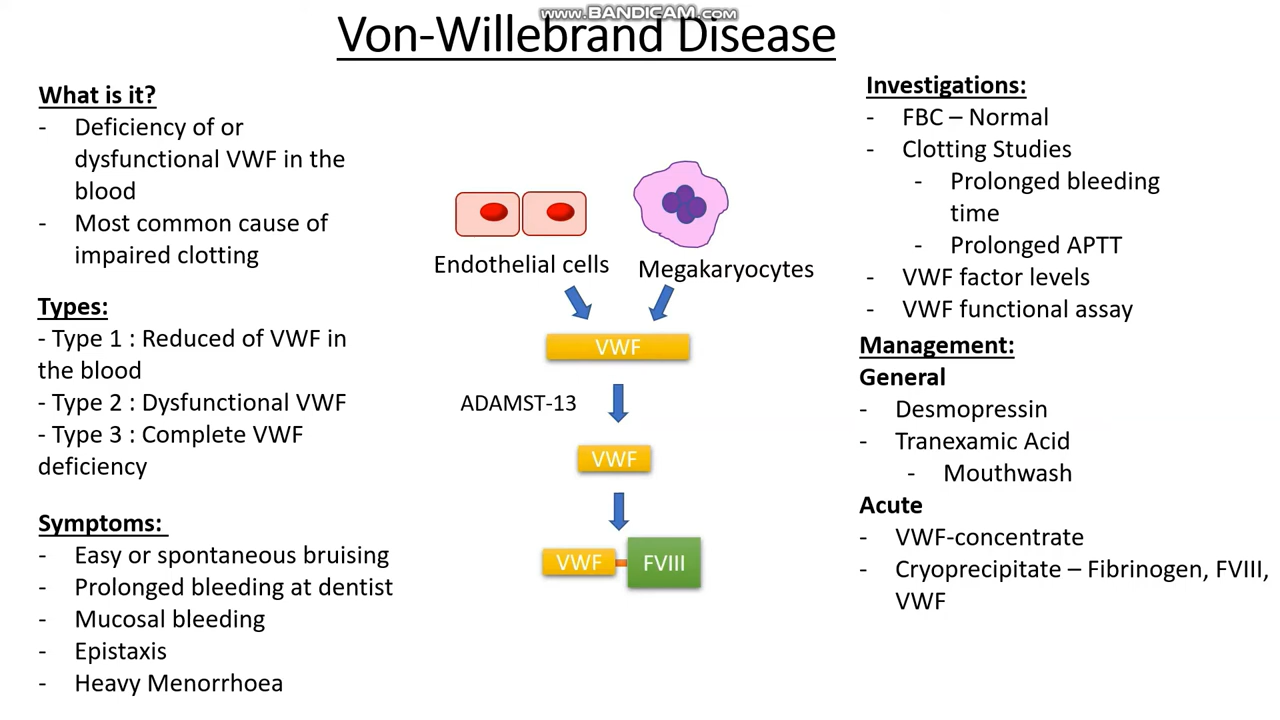 www.BANDICAM.com
Von-Willebrand Disease
What is it?
- Deficiency of or
dysfunctional VWF in the
blood
- Most common cause of
impaired clotting
Types:
- Type 1 : Reduced of VWF in
the blood
- Type 2 : Dysfunctional VWF
- Type 3 : Complete VWF
deficiency
Symptoms:
- Easy or spontaneous bruising
- Prolonged bleeding at dentist
- Mucosal bleeding
- Epistaxis
- Heavy Menorrhoea
Endothelial cells
Megakaryocytes
VWF
ADAMST-13
VWF
VWF
FVIII
Investigations:
- FBC – Normal
- Clotting Studies
- Prolonged bleeding
time
- Prolonged APTT
- VWF factor levels
- VWF functional assay
Management:
General
- Desmopressin
- Tranexamic Acid
- Mouthwash
Acute
- VWF-concentrate
- Cryoprecipitate – Fibrinogen, FVIII,
VWF